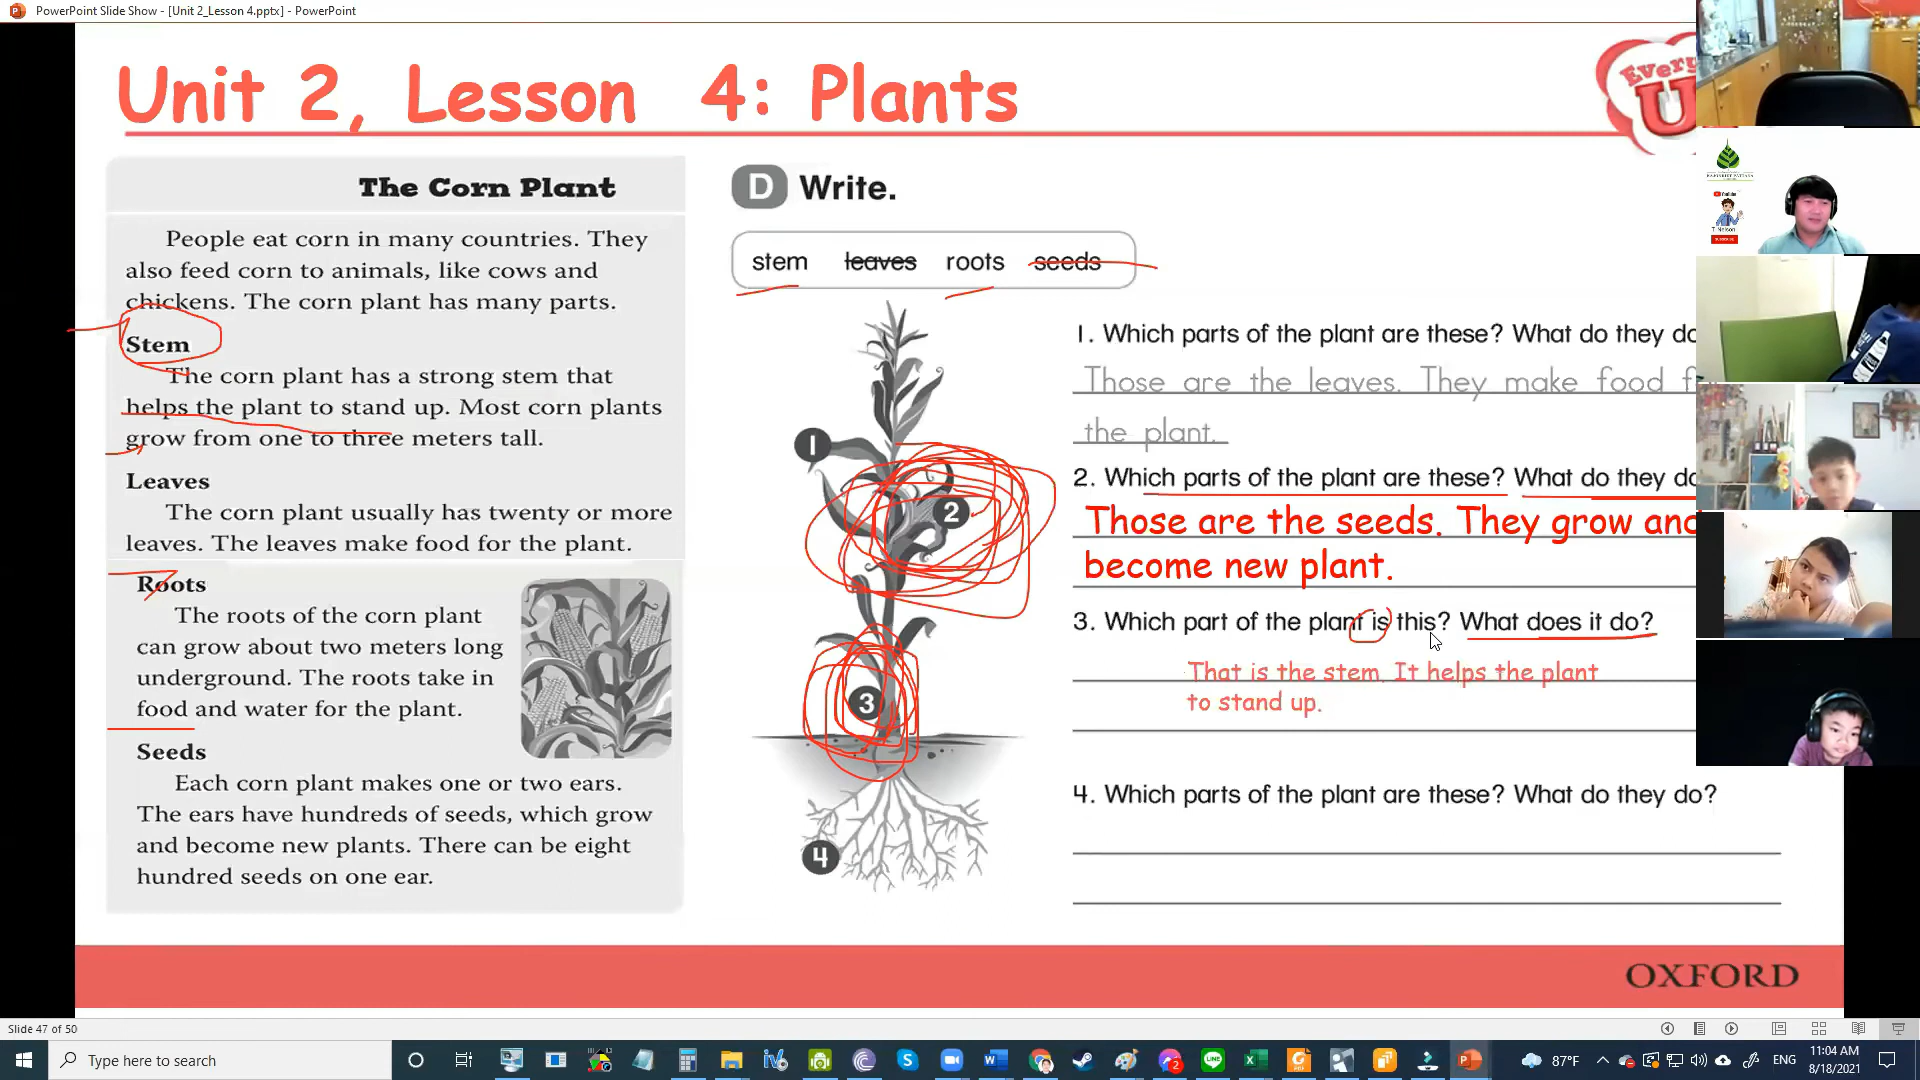 PowerPoint Slide Show - [Unit 2_Lesson 4.pptx] - PowerPoint
Unit 2, Lesson 4: Plants
Every
U
The Corn Plant
People eat corn in many countries. They
also feed corn to animals, like cows and
chickens. The corn plant has many parts.
Stem
The corn plant has a strong stem that
helps the plant to stand up. Most corn plants
grow from one to three meters tall.
Leaves
The corn plant usually has twenty or more
leaves. The leaves make food for the plant.
Roots
The roots of the corn plant
can grow about two meters long
underground. The roots take in
food and water for the plant.
Seeds
Each corn plant makes one or two ears.
The ears have hundreds of seeds, which grow
and become new plants. There can be eight
hundred seeds on one ear.
D Write.
stem leaves roots seeds
1
2
3
4
1. Which parts of the plant are these? What do they do
Those are the leaves. They make food f
the plant.
2. Which parts of the plant are these? What do they do
Those are the seeds. They grow and
become new plant.
3. Which part of the plant is this? What does it do?
That is the stem. It helps the plant
to stand up.
4. Which parts of the plant are these? What do they do?
OXFORD
YouTube
T. Nelson
SUBSCRIBE
Slide 47 of 50
Type here to search
2
87°F
ENG
11:04 AM
8/18/2021